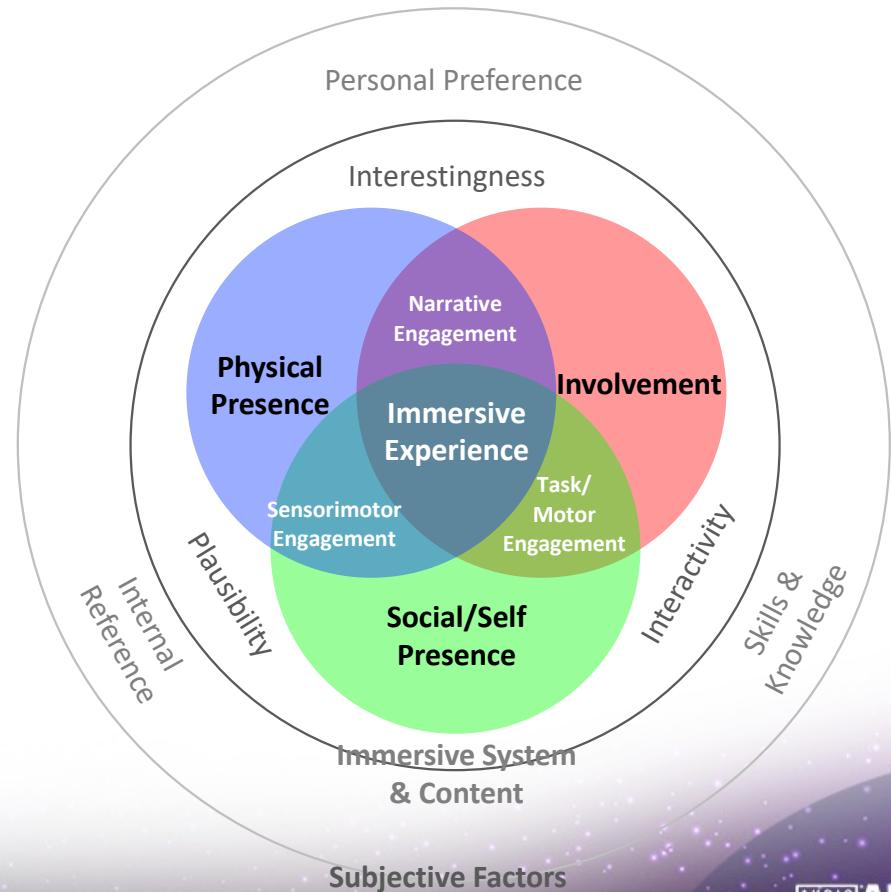 Personal Preference
Interestingness
Narrative
Engagement
Physical
Presence
Involvement
Immersive
Experience
Sensorimotor
Engagement
Task/
Motor
Engagement
Plausibility
Interactivity
Internal
Reference
Skills &
Knowledge
Social/Self
Presence
Immersive System
& Content
Subjective Factors